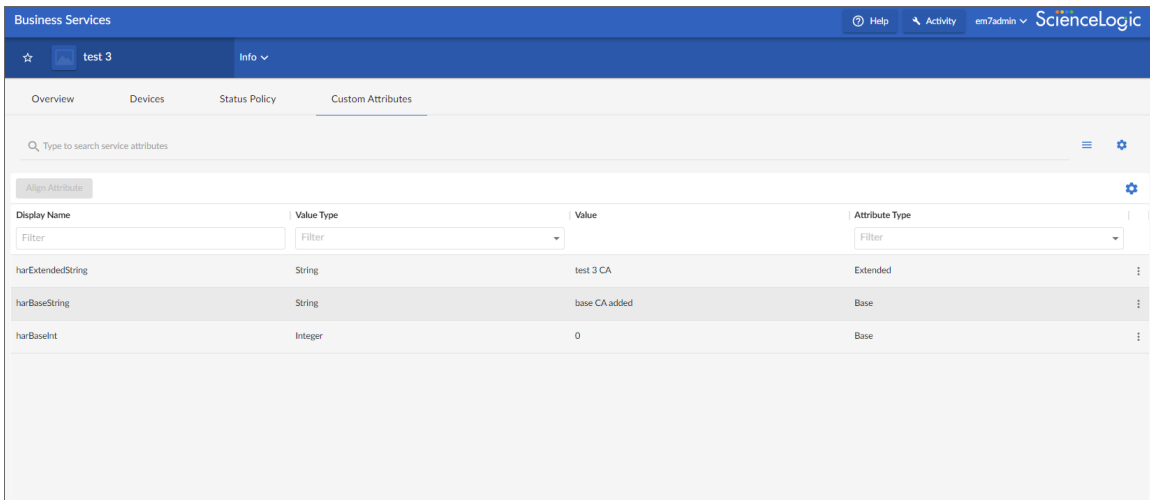 Business Services
Help
Activity
em7admin
ScienceLogic
test 3
Info
Overview Devices Status Policy Custom Attributes
Type to search service attributes
Align Attribute
Display Name Value Type Value Attribute Type
Filter Filter Filter
harExtendedString String test 3 CA Extended
harBaseString String base CA added Base
harBaseInt Integer 0 Base